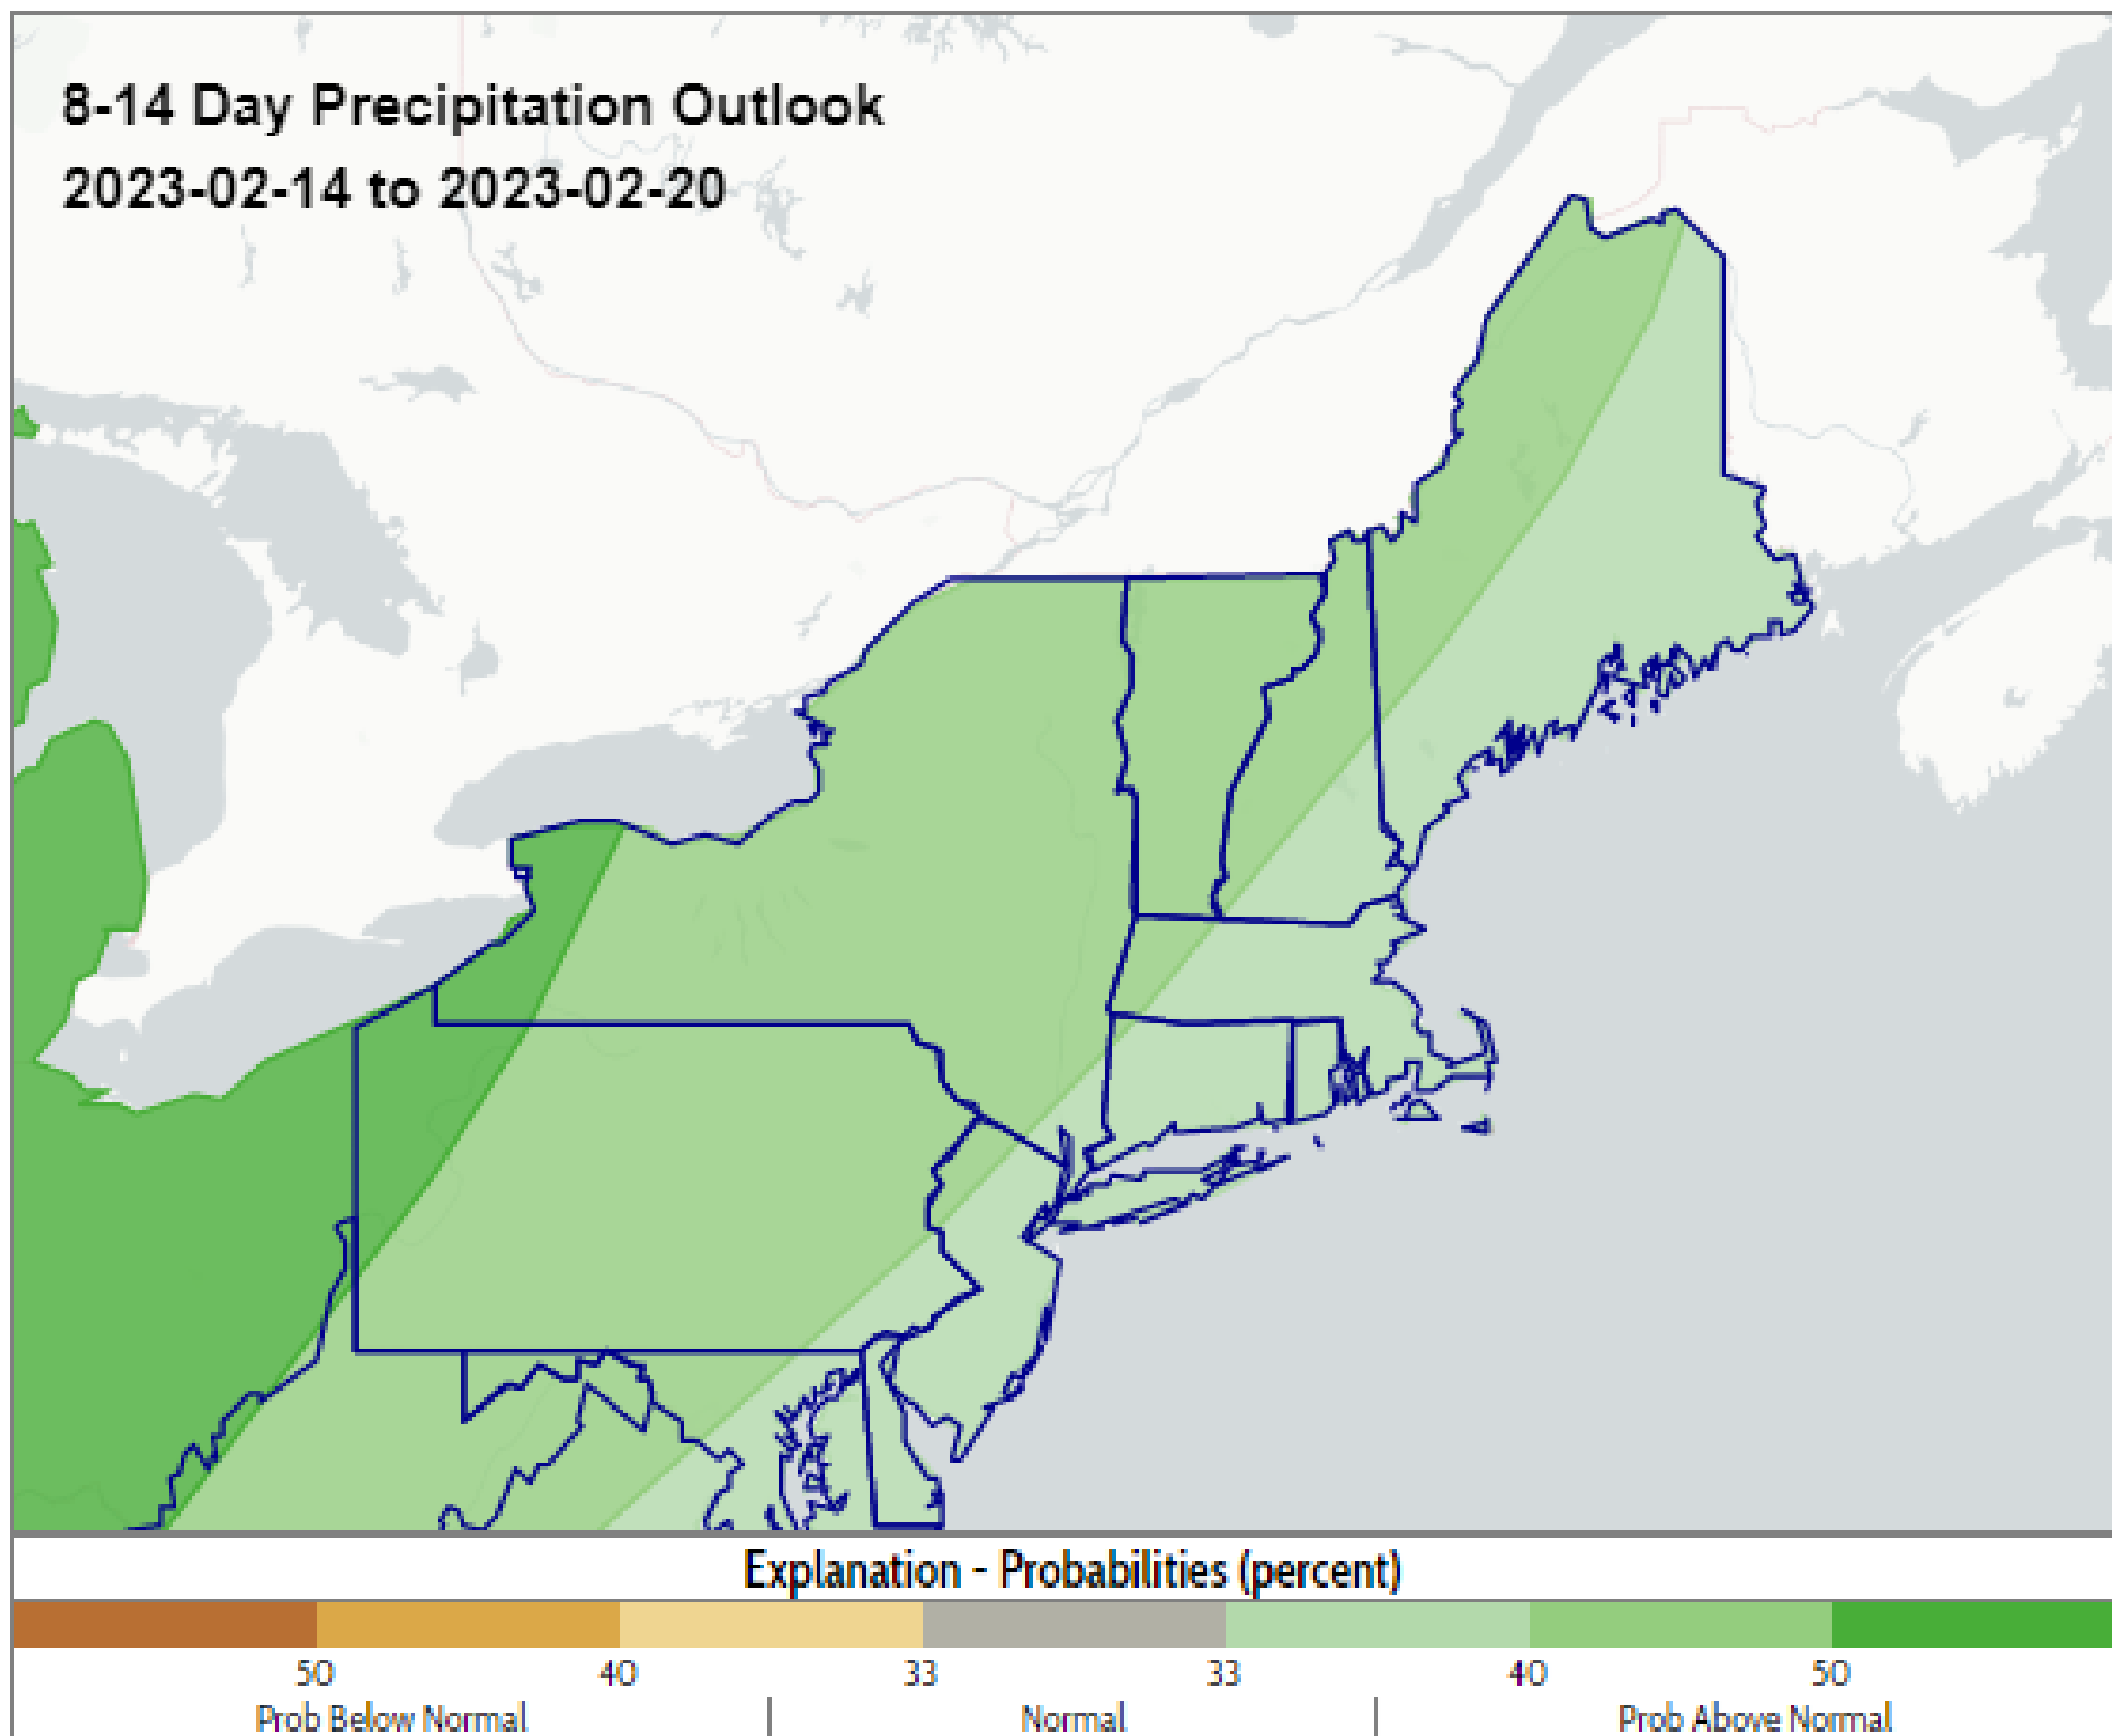 8-14 Day Precipitation Outlook
2023-02-14 to 2023-02-20
Explanation - Probabilities (percent)
50 40 33 33 40 50
Prob Below Normal | Normal | Prob Above Normal